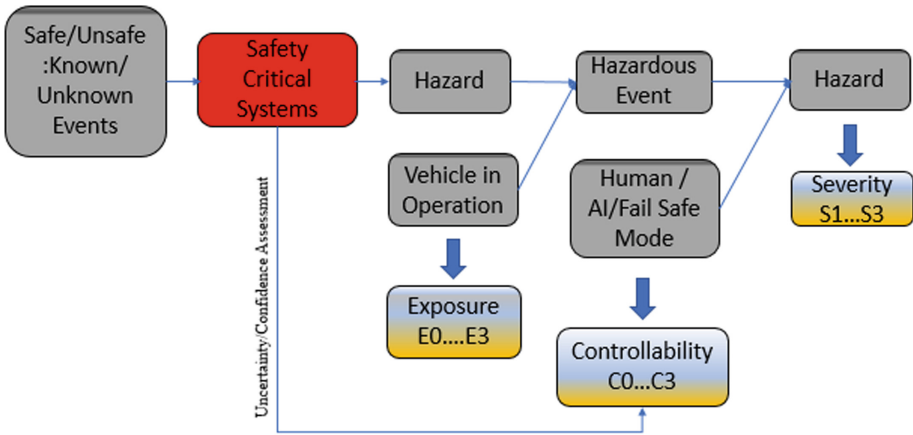 Safe/Unsafe
:Known/
Unknown
Events
Safety
Critical
Systems
Hazard
Hazardous
Event
Hazard
Vehicle in
Operation
Human /
AI/Fail Safe
Mode
Severity
S1...S3
Exposure
E0....E3
Controllability
C0...C3
Uncertainty/Confidence Assessment